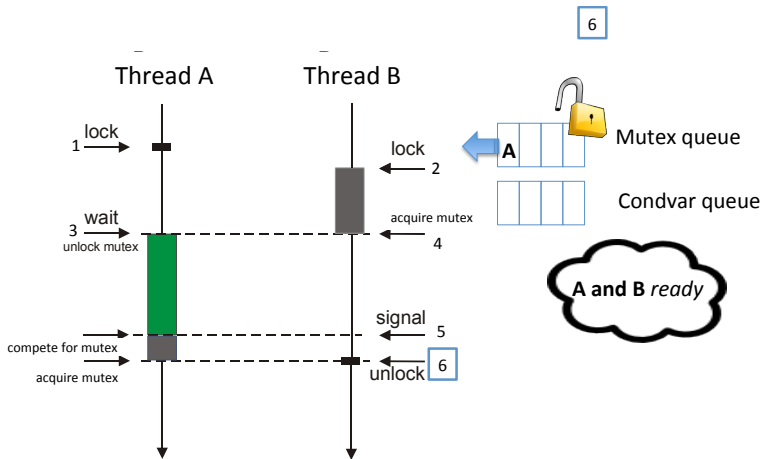 6
Thread A
Thread B
1 lock
lock
2
A
Mutex queue
Condvar queue
3 wait
unlock mutex
acquire mutex
4
A and B ready
signal 5
compete for mutex
acquire mutex
unlock 6